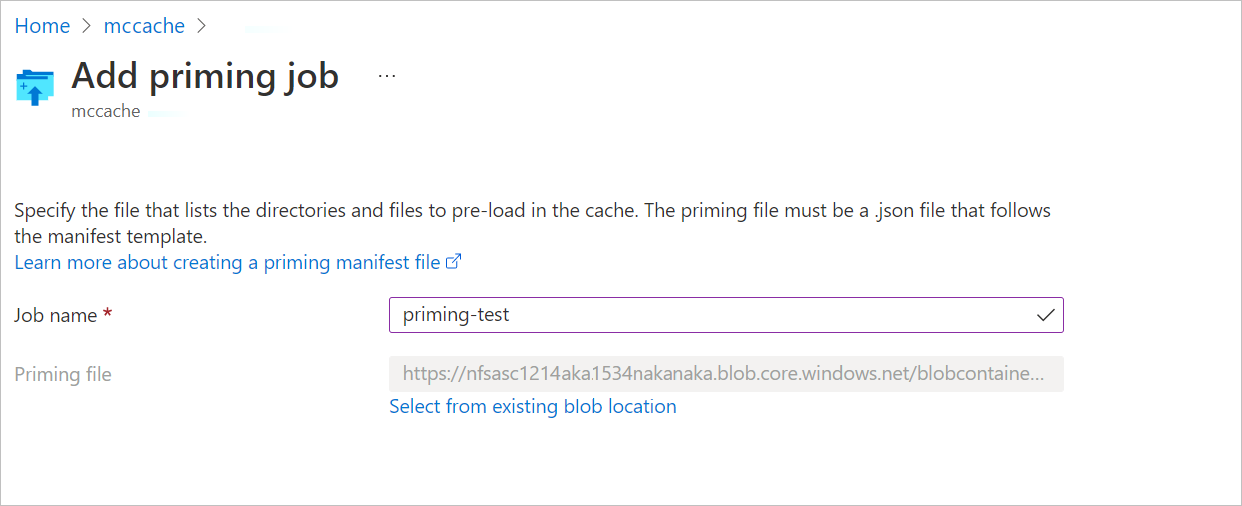 Home > mccache >
Add priming job ...
mccache
Specify the file that lists the directories and files to pre-load in the cache. The priming file must be a .json file that follows
the manifest template.
Learn more about creating a priming manifest file
Job name * priming-test
Priming file https://nfsasc1214aka1534nakanaka.blob.core.windows.net/blobcontaine...
Select from existing blob location